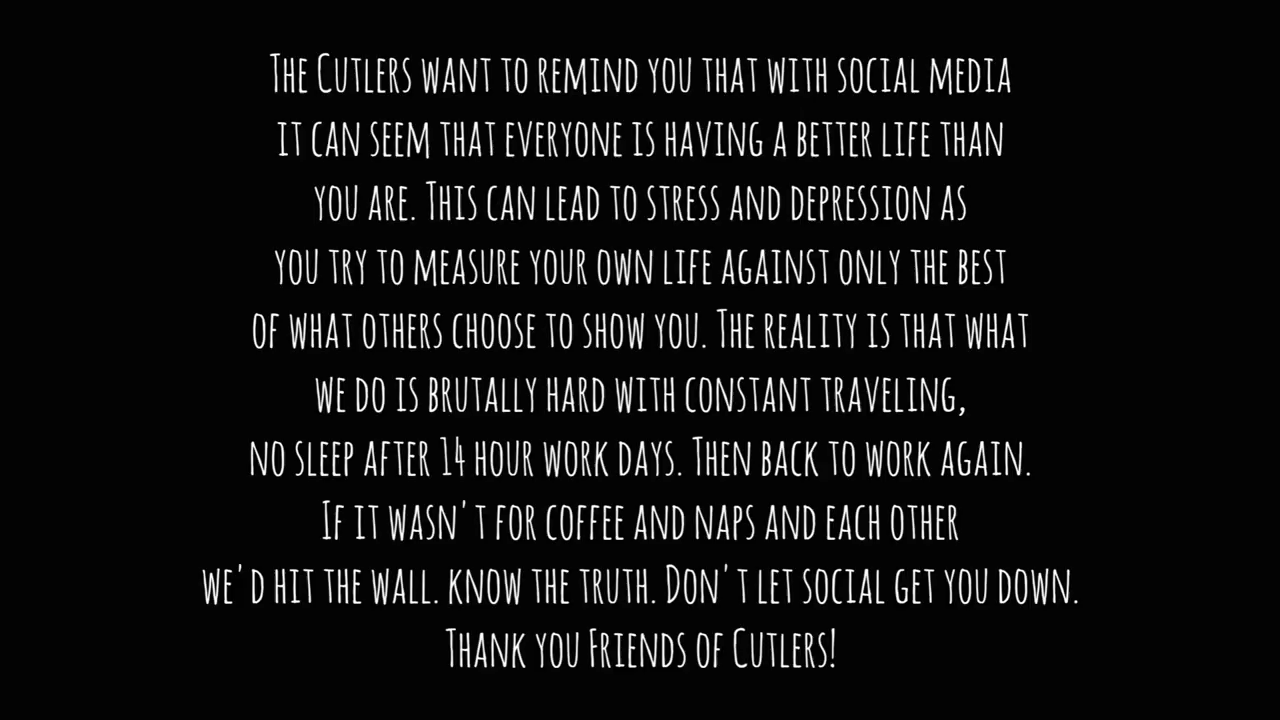 The Cutlers want to remind you that with social media
it can seem that everyone is having a better life than
you are. This can lead to stress and depression as
you try to measure your own life against only the best
of what others choose to show you. The reality is that what
we do is brutally hard with constant traveling,
no sleep after 14 hour work days. Then back to work again.
If it wasn't for coffee and naps and each other
we'd hit the wall. know the truth. Don't let social get you down.
Thank you Friends of Cutlers!